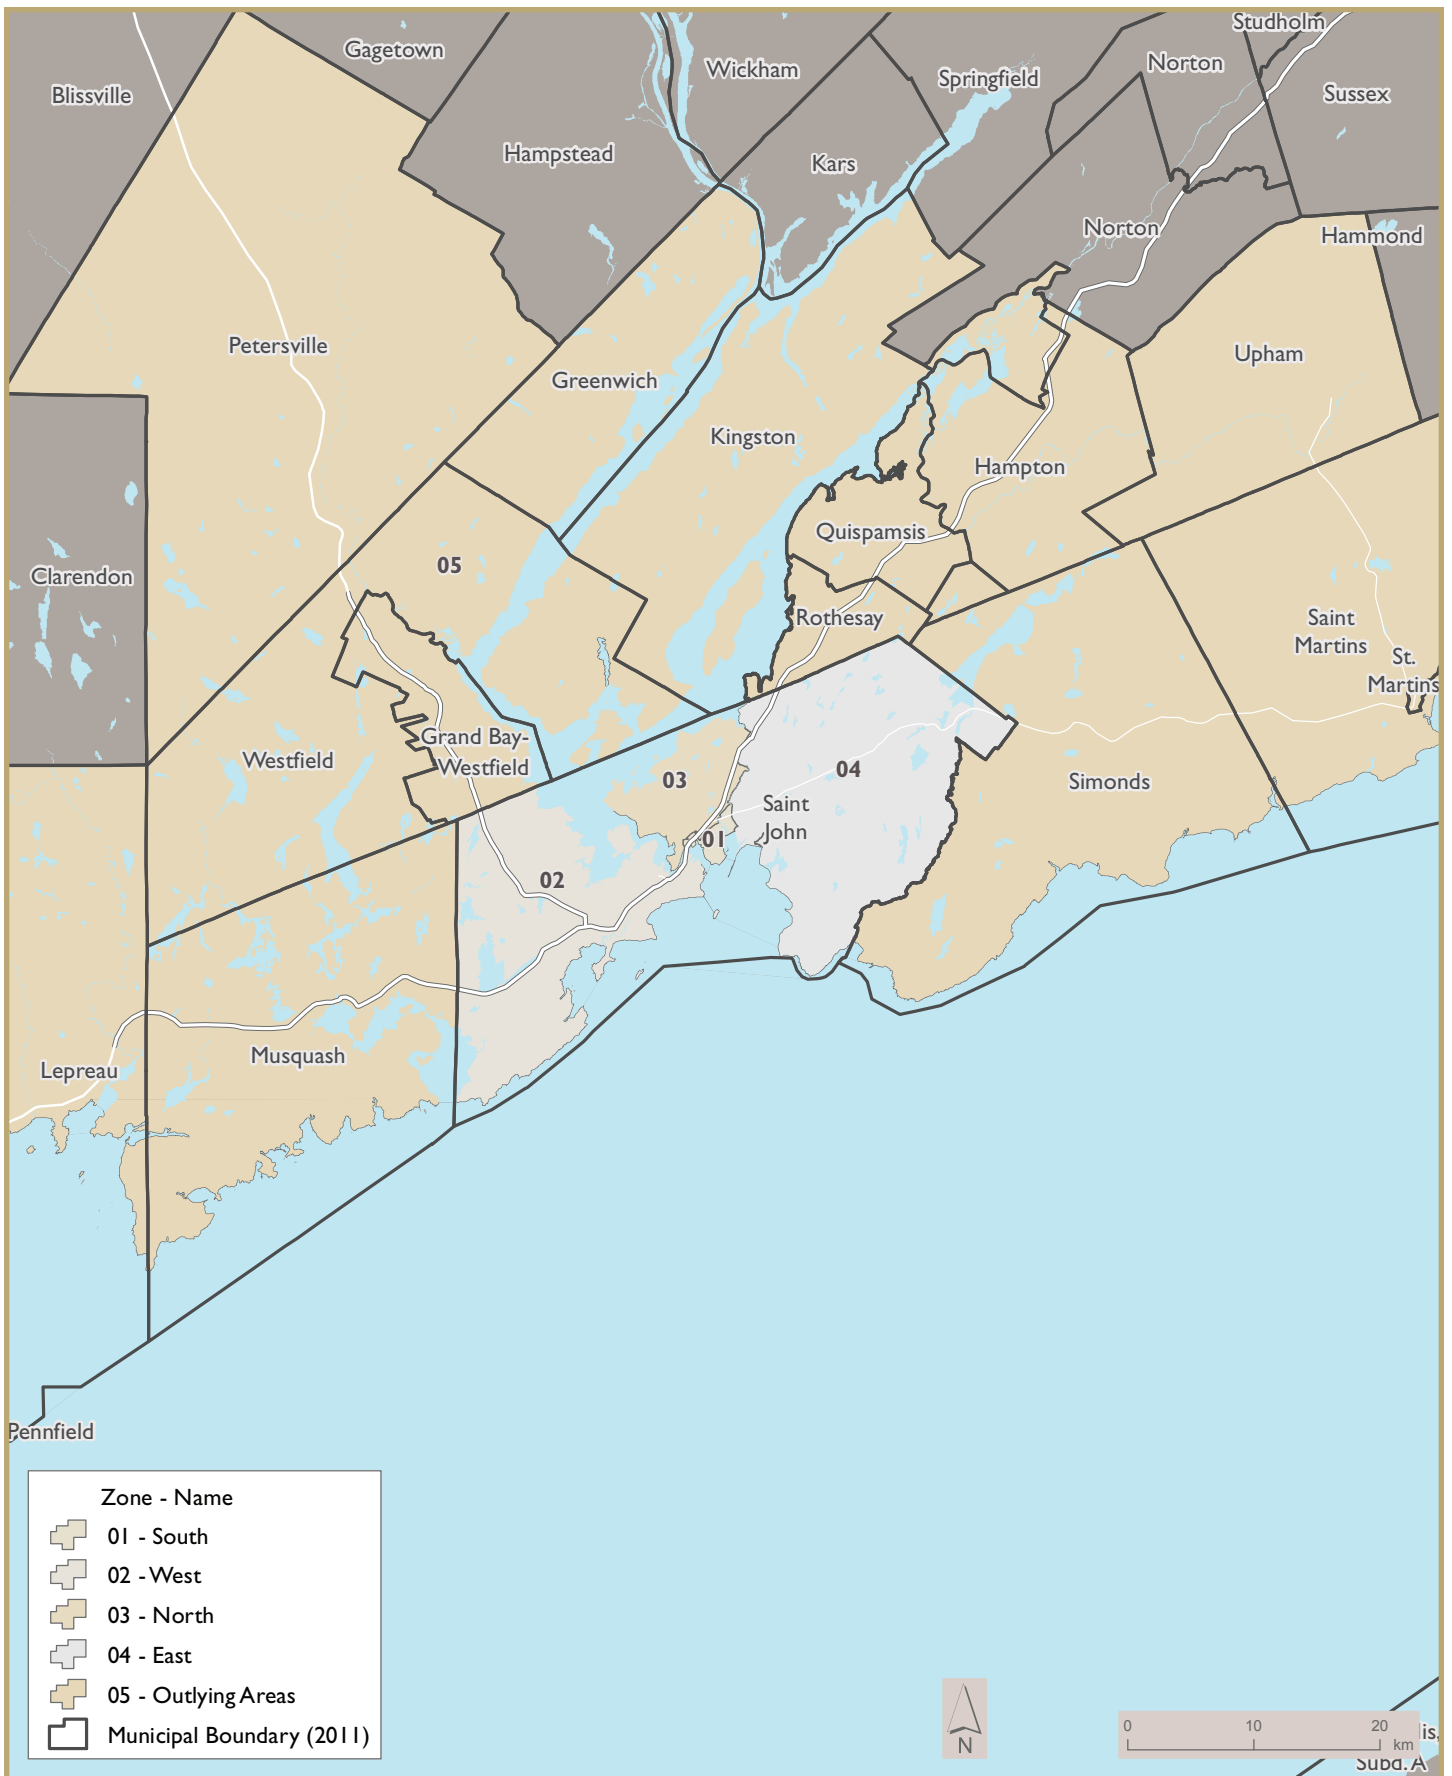 Studholm
Gagetown
Wickham
Norton
Springfield
Blissville
Sussex
Hampstead
Kars
Norton
Hammond
Petersville
Upham
Greenwich
Kingston
Hampton
Quispamsis
05
Clarendon
Rothesay
Saint
Martins
St.
Martins
Grand Bay-
Westfield
Westfield
03
04
Simonds
Saint
John
01
02
Musquash
Lepreau
Pennfield
Zone - Name
01 - South
02 - West
03 - North
04 - East
05 - Outlying Areas
Municipal Boundary (2011)
N
0 10 20
km
Subd. A